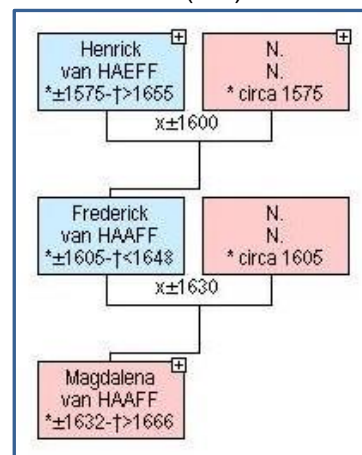 Henrick
van HAEFF
*±1575-†>1655
N.
N.
* circa 1575
x±1600
Frederick
van HAAFF
*±1605-†<1648
N.
N.
* circa 1605
x±1630
Magdalena
van HAAFF
*±1632-†>1666